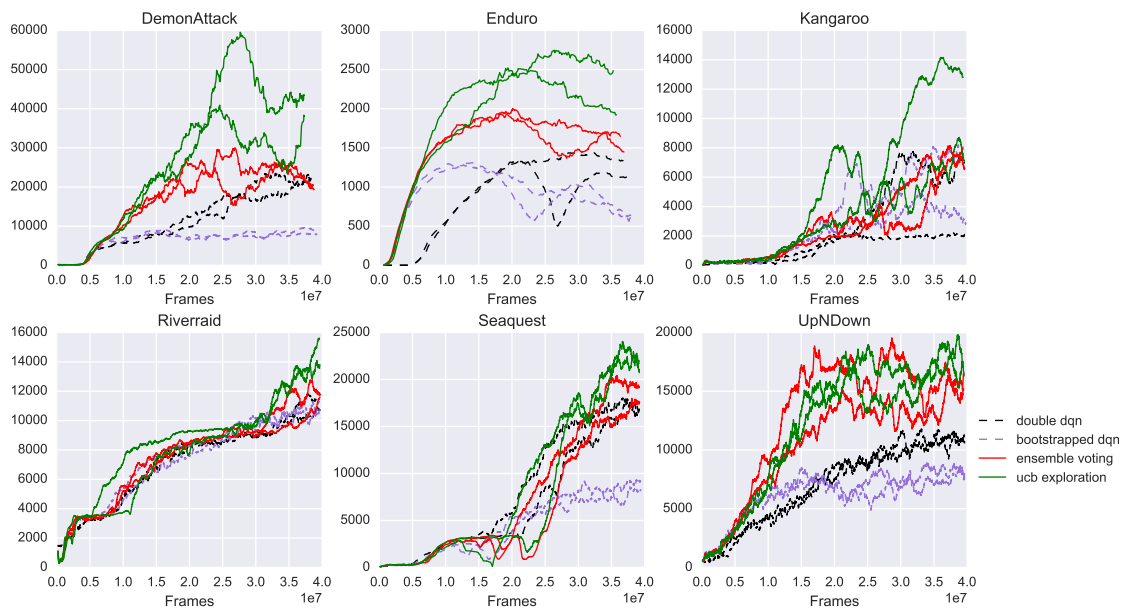 DemonAttack
60000
50000
40000
30000
20000
10000
0
0.0 0.5 1.0 1.5 2.0 2.5 3.0 3.5 4.0
Frames 1e7
Enduro
3000
2500
2000
1500
1000
500
0
0.0 0.5 1.0 1.5 2.0 2.5 3.0 3.5 4.0
Frames 1e7
Kangaroo
16000
14000
12000
10000
8000
6000
4000
2000
0
0.0 0.5 1.0 1.5 2.0 2.5 3.0 3.5 4.0
Frames 1e7
Riverraid
16000
14000
12000
10000
8000
6000
4000
2000
0
0.0 0.5 1.0 1.5 2.0 2.5 3.0 3.5 4.0
Frames 1e7
Seaquest
25000
20000
15000
10000
5000
0
0.0 0.5 1.0 1.5 2.0 2.5 3.0 3.5 4.0
Frames 1e7
UpNDown
20000
15000
10000
5000
0
0.0 0.5 1.0 1.5 2.0 2.5 3.0 3.5 4.0
Frames 1e7
double dqn
bootstrapped dqn
ensemble voting
ucb exploration